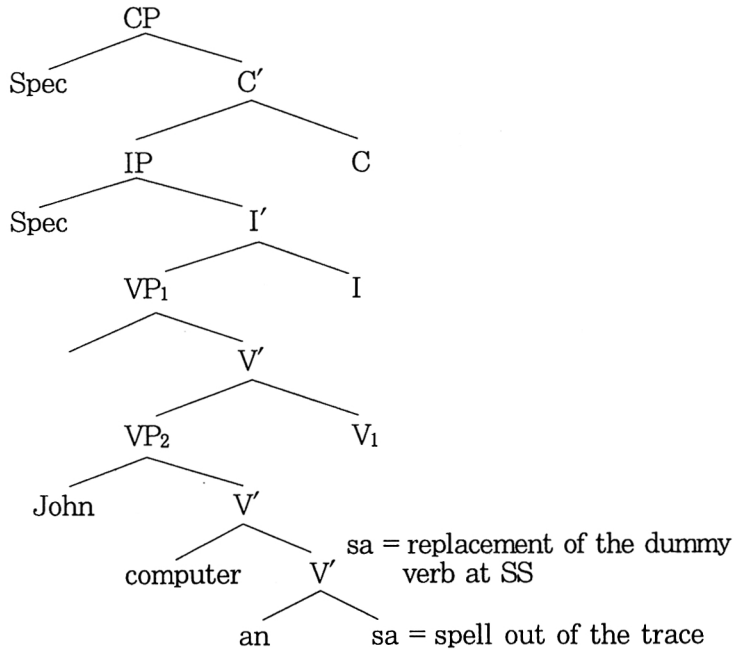 CP
Spec C′
IP C
Spec I′
VP₁ I
V′
VP₂ V₁
John V′
sa = replacement of the dummy
computer V′ verb at SS
an sa = spell out of the trace